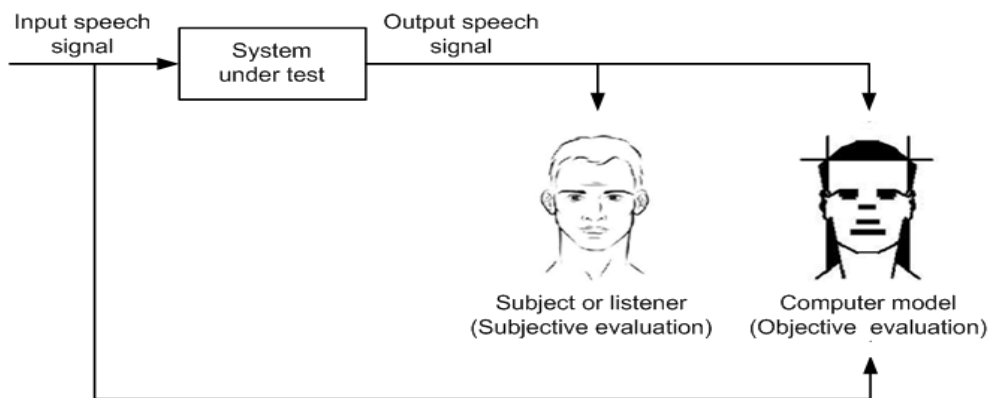 Input speech
signal
System
under test
Output speech
signal
Subject or listener
(Subjective evaluation)
Computer model
(Objective evaluation)